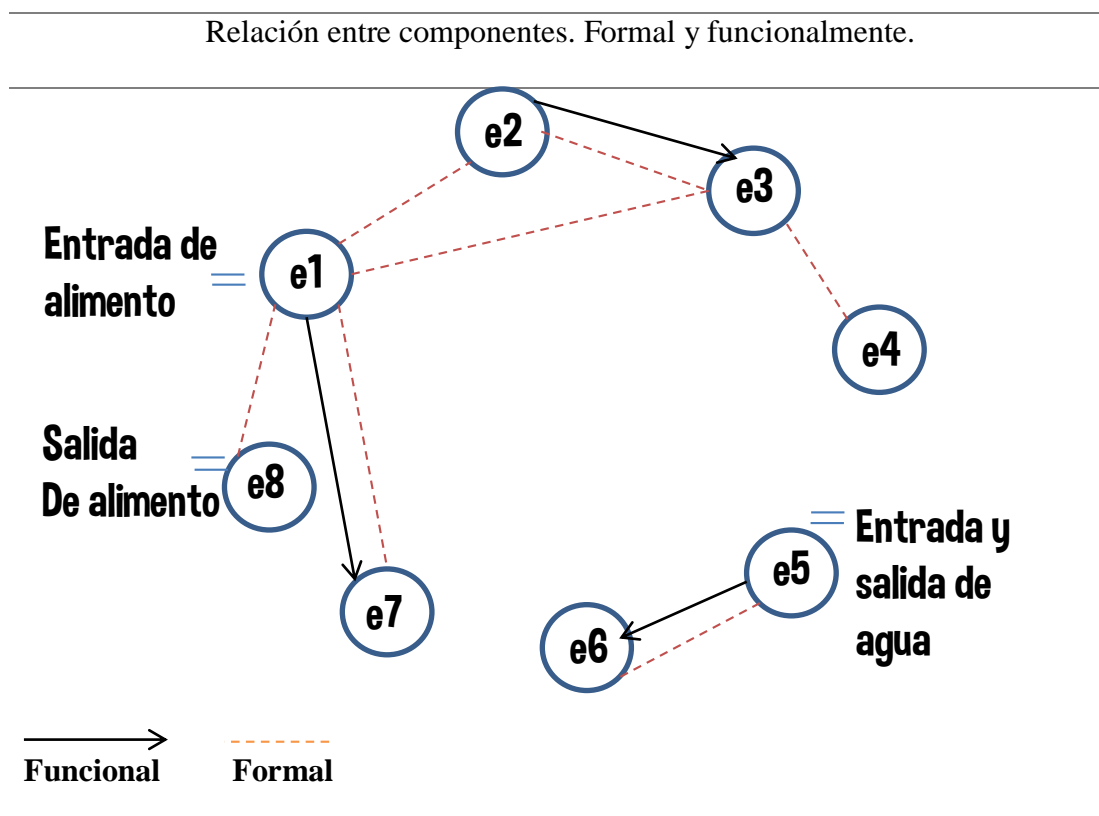 Relación entre componentes. Formal y funcionalmente.
e2
e3
Entrada de
alimento
e1
e4
Salida
De alimento
e8
Entrada y
salida de
agua
e5
e7
e6
Funcional
Formal